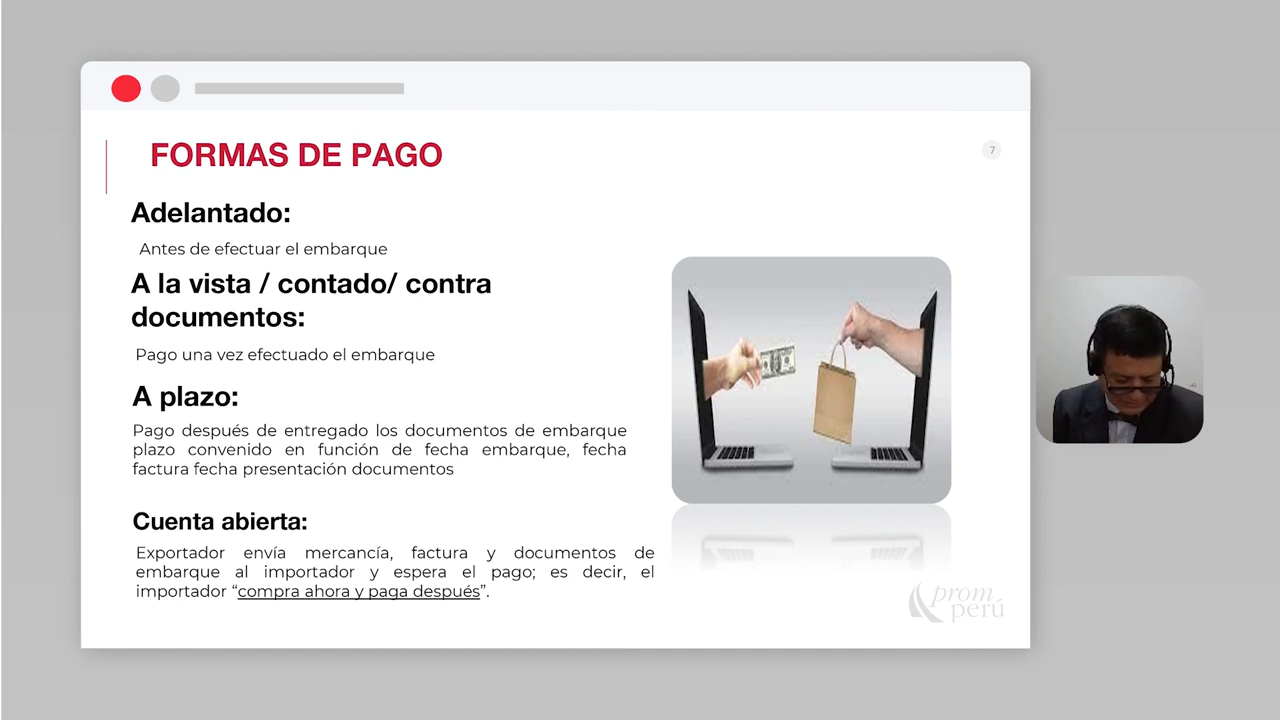 FORMAS DE PAGO
7
Adelantado:
Antes de efectuar el embarque
A la vista / contado/ contra
documentos:
Pago una vez efectuado el embarque
A plazo:
Pago después de entregado los documentos de embarque
plazo convenido en función de fecha embarque, fecha
factura fecha presentación documentos
Cuenta abierta:
Exportador envía mercancía, factura y documentos de
embarque al importador y espera el pago; es decir, el
importador “compra ahora y paga después”.
prom
perú